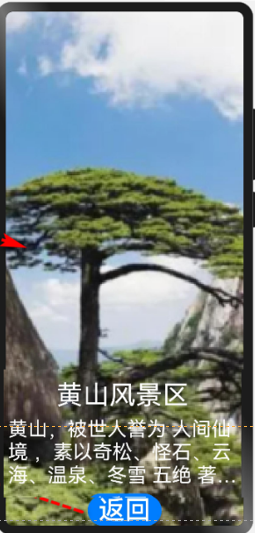 黄山风景区
黄山，被世人誉为 人间仙
境 ，素以奇松、怪石、云
海、温泉、冬雪 五绝 著...
返回